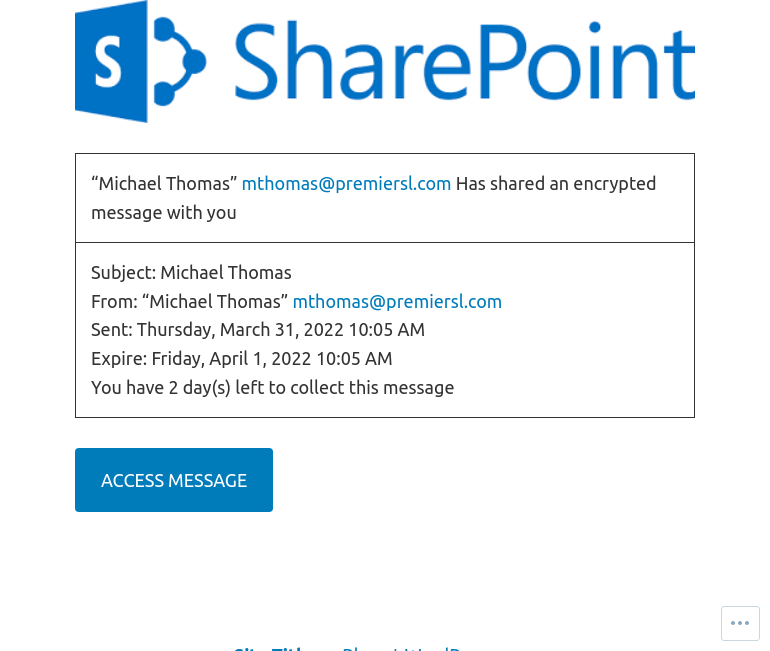 S SharePoint
“Michael Thomas” mthomas@premiersl.com Has shared an encrypted
message with you
Subject: Michael Thomas
From: “Michael Thomas” mthomas@premiersl.com
Sent: Thursday, March 31, 2022 10:05 AM
Expire: Friday, April 1, 2022 10:05 AM
You have 2 day(s) left to collect this message
ACCESS MESSAGE